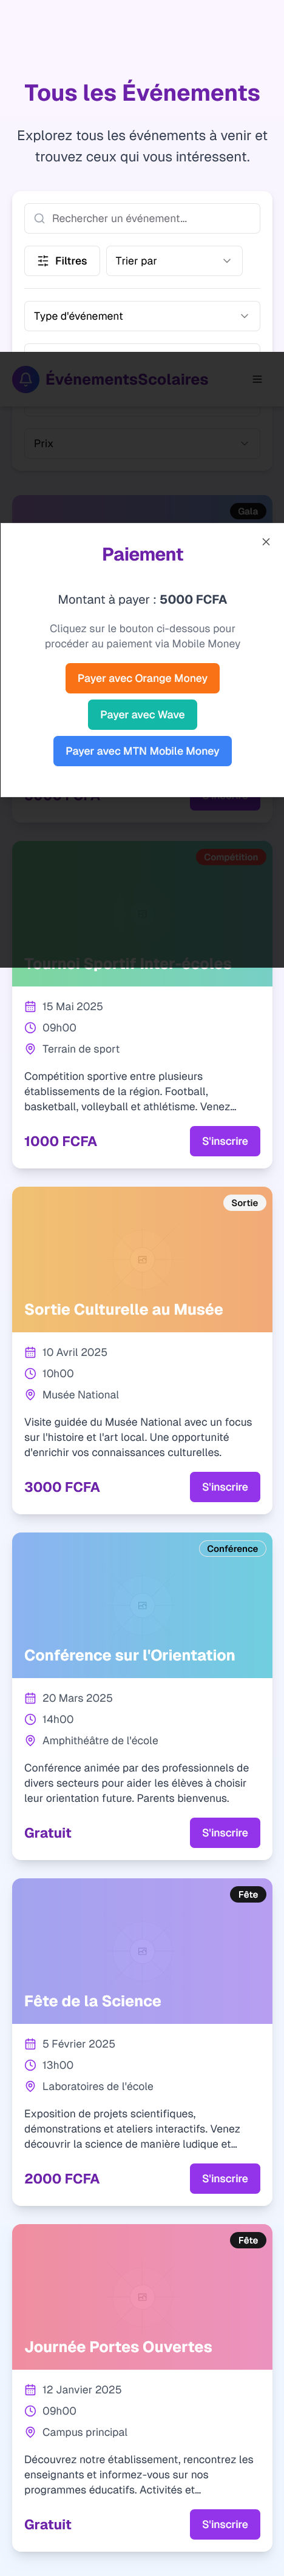 Tous les Événements
Explorez tous les événements à venir et
trouvez ceux qui vous intéressent.
Rechercher un événement...
Filtres
Trier par
Type d'événement
ÉvénementsScolaires
Prix
Gala
Paiement
Montant à payer : 5000 FCFA
Cliquez sur le bouton ci-dessous pour
procéder au paiement via Mobile Money
Payer avec Orange Money
Payer avec Wave
Payer avec MTN Mobile Money
Compétition
Tournoi Sportif Inter-écoles
15 Mai 2025
09h00
Terrain de sport
Compétition sportive entre plusieurs
établissements de la région. Football,
basketball, volleyball et athlétisme. Venez...
1000 FCFA
S'inscrire
Sortie
Sortie Culturelle au Musée
10 Avril 2025
10h00
Musée National
Visite guidée du Musée National avec un focus
sur l'histoire et l'art local. Une opportunité
d'enrichir vos connaissances culturelles.
3000 FCFA
S'inscrire
Conférence
Conférence sur l'Orientation
20 Mars 2025
14h00
Amphithéâtre de l'école
Conférence animée par des professionnels de
divers secteurs pour aider les élèves à choisir
leur orientation future. Parents bienvenus.
Gratuit
S'inscrire
Fête
Fête de la Science
5 Février 2025
13h00
Laboratoires de l'école
Exposition de projets scientifiques,
démonstrations et ateliers interactifs. Venez
découvrir la science de manière ludique et...
2000 FCFA
S'inscrire
Fête
Journée Portes Ouvertes
12 Janvier 2025
09h00
Campus principal
Découvrez notre établissement, rencontrez les
enseignants et informez-vous sur nos
programmes éducatifs. Activités et...
Gratuit
S'inscrire